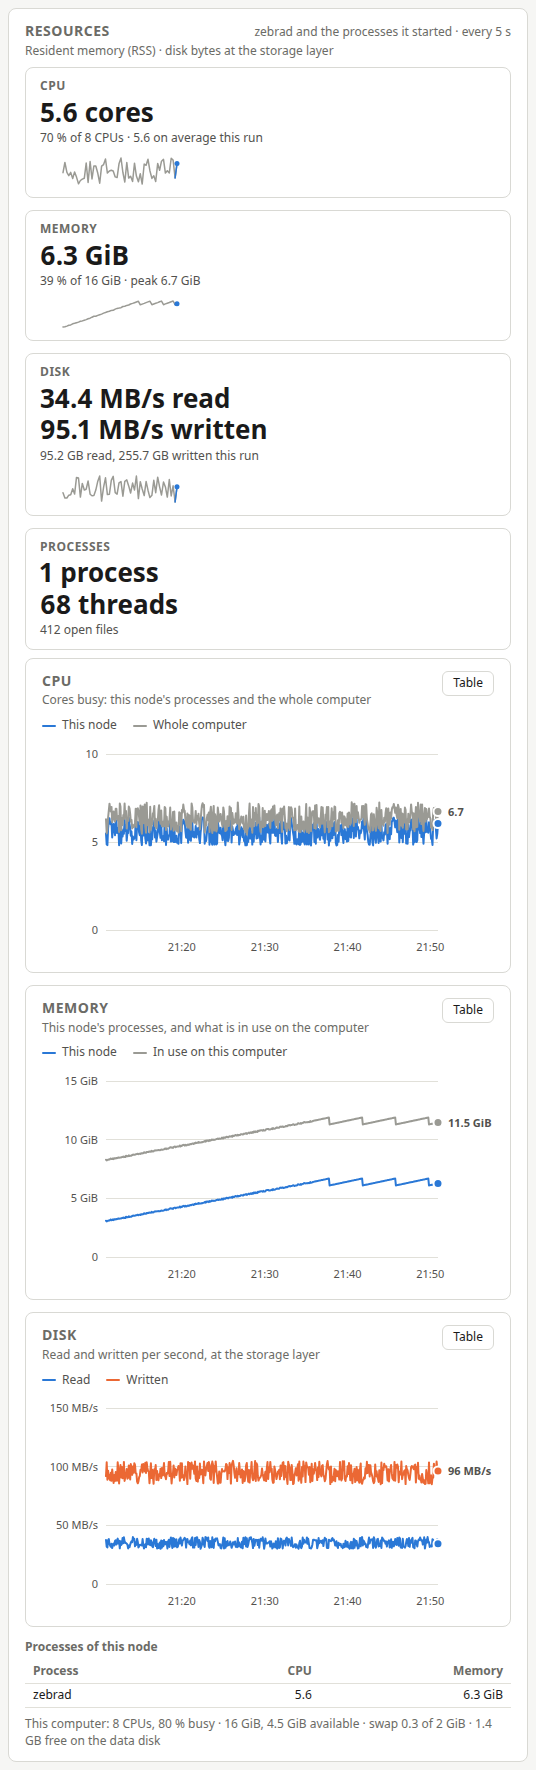 RESOURCES
zebrad and the processes it started · every 5 s
Resident memory (RSS) · disk bytes at the storage layer
CPU
5.6 cores
70 % of 8 CPUs · 5.6 on average this run
MEMORY
6.3 GiB
39 % of 16 GiB · peak 6.7 GiB
DISK
34.4 MB/s read
95.1 MB/s written
95.2 GB read, 255.7 GB written this run
PROCESSES
1 process
68 threads
412 open files
CPU
Table
Cores busy: this node's processes and the whole computer
This node Whole computer
10
6.7
5
0
21:20 21:30 21:40 21:50
MEMORY
Table
This node's processes, and what is in use on the computer
This node In use on this computer
15 GiB
11.5 GiB
10 GiB
5 GiB
0
21:20 21:30 21:40 21:50
DISK
Table
Read and written per second, at the storage layer
Read Written
150 MB/s
100 MB/s
96 MB/s
50 MB/s
0
21:20 21:30 21:40 21:50
Processes of this node
Process CPU Memory
zebrad 5.6 6.3 GiB
This computer: 8 CPUs, 80 % busy · 16 GiB, 4.5 GiB available · swap 0.3 of 2 GiB · 1.4
GB free on the data disk